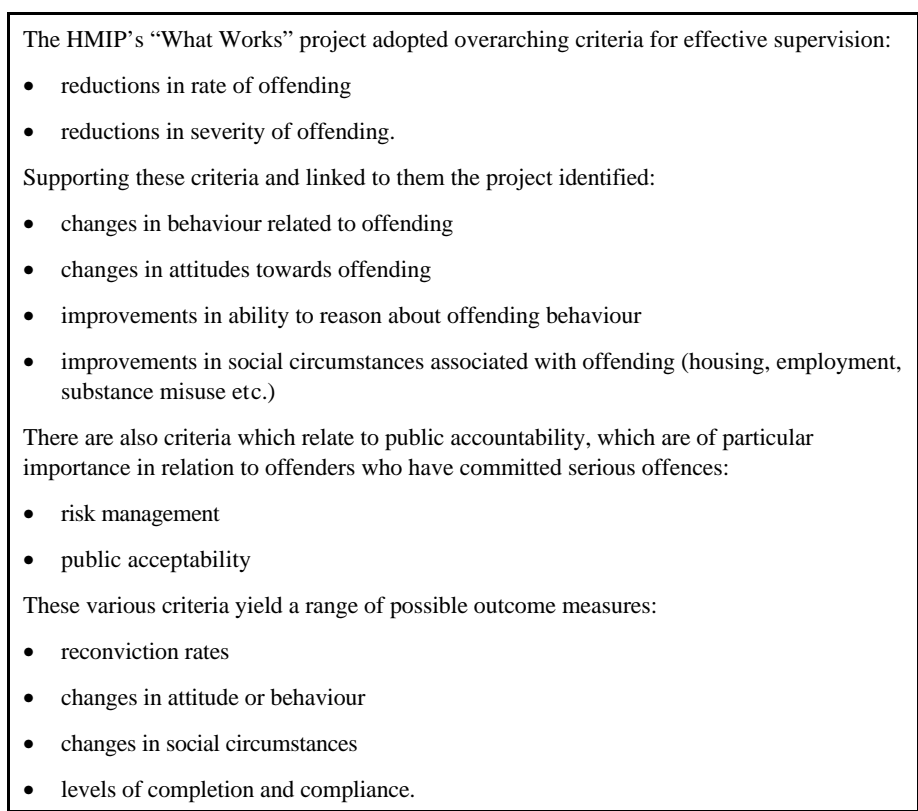 The HMIP's “What Works” project adopted overarching criteria for effective supervision:
• reductions in rate of offending
• reductions in severity of offending.
Supporting these criteria and linked to them the project identified:
• changes in behaviour related to offending
• changes in attitudes towards offending
• improvements in ability to reason about offending behaviour
• improvements in social circumstances associated with offending (housing, employment,
substance misuse etc.)
There are also criteria which relate to public accountability, which are of particular
importance in relation to offenders who have committed serious offences:
• risk management
• public acceptability
These various criteria yield a range of possible outcome measures:
• reconviction rates
• changes in attitude or behaviour
• changes in social circumstances
• levels of completion and compliance.